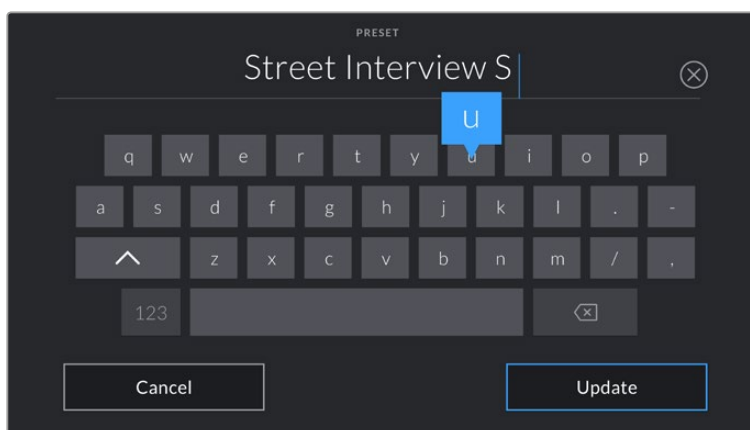 PRESET
Street Interview S
u
q w e r t y u i o p
a s d f g h j k l . -
z x c v b n m / ,
123
Cancel Update